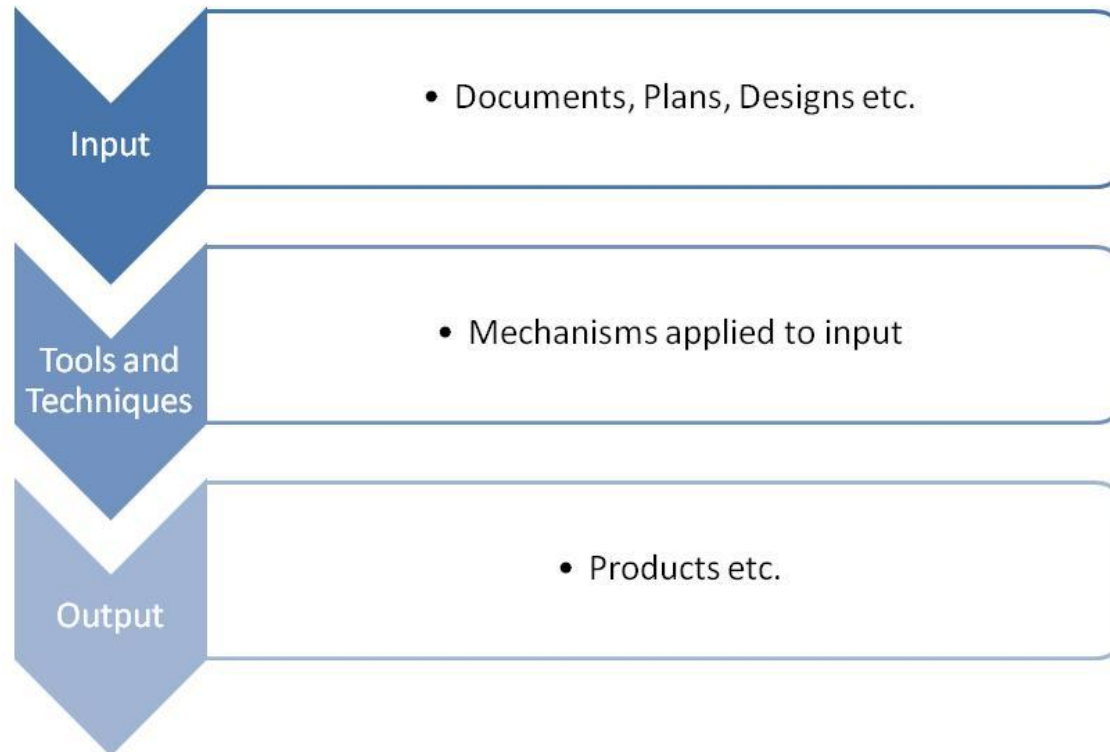 Input
• Documents, Plans, Designs etc.
Tools and
Techniques
• Mechanisms applied to input
Output
• Products etc.